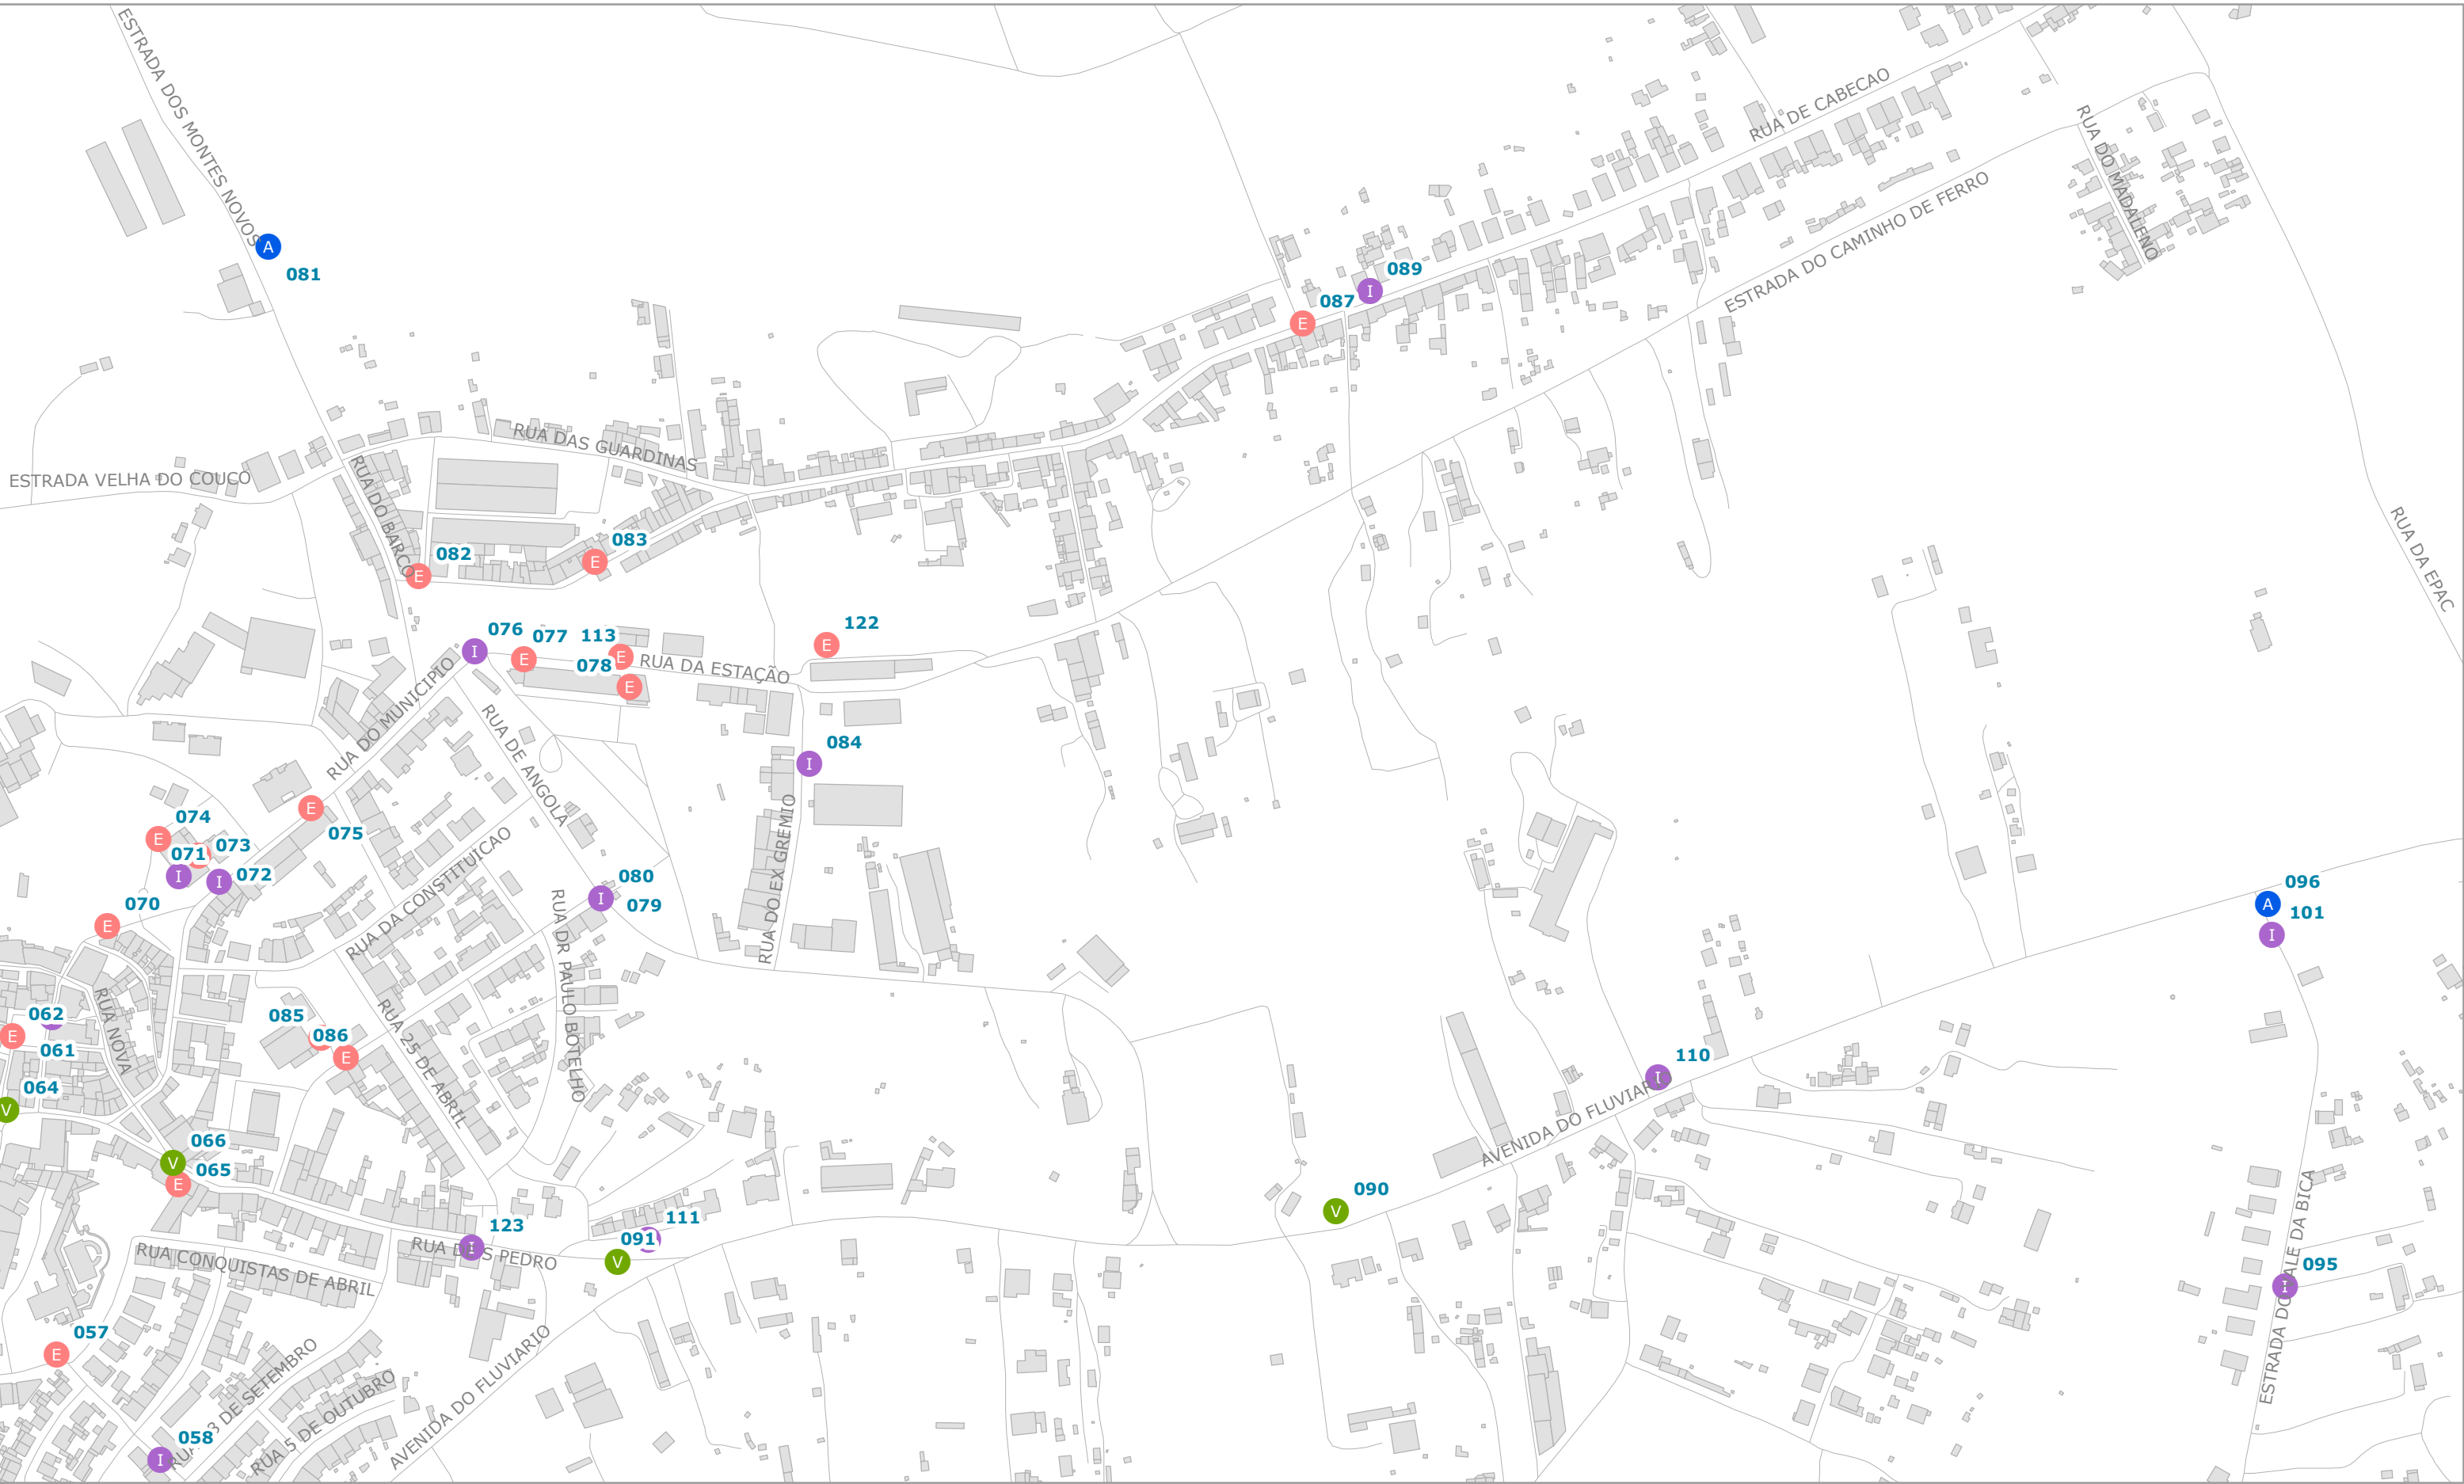 ESTRADA DOS MONTES NOVOS
A
081
RUA DE CABECAO
RUA DO MADALENO
ESTRADA DO CAMINHO DE FERRO
089
I
087
E
ESTRADA VELHA DO COUCO
RUA DAS GUARDINAS
RUA DO BARCO
082
E
083
E
RUA DA EPAC
076
I
077
E
113
E
078
E
122
E
RUA DA ESTAÇÃO
RUA DO MUNICIPIO
RUA DE ANGOLA
084
I
RUA DO EX GREMIO
074
E
073
071
I
072
I
075
E
RUA DA CONSTITUICAO
070
E
080
I
079
RUA DR PAULO BOTELHO
096
A
101
I
062
E
061
064
V
RUA NOVA
085
086
E
RUA 25 DE ABRIL
110
I
AVENIDA DO FLUVIARIO
066
V
065
E
090
V
123
I
RUA DE S PEDRO
111
091
V
RUA CONQUISTAS DE ABRIL
095
I
ESTRADA DO VALE DA BICA
057
E
058
I
RUA 3 DE SETEMBRO
RUA 5 DE OUTUBRO
AVENIDA DO FLUVIARIO